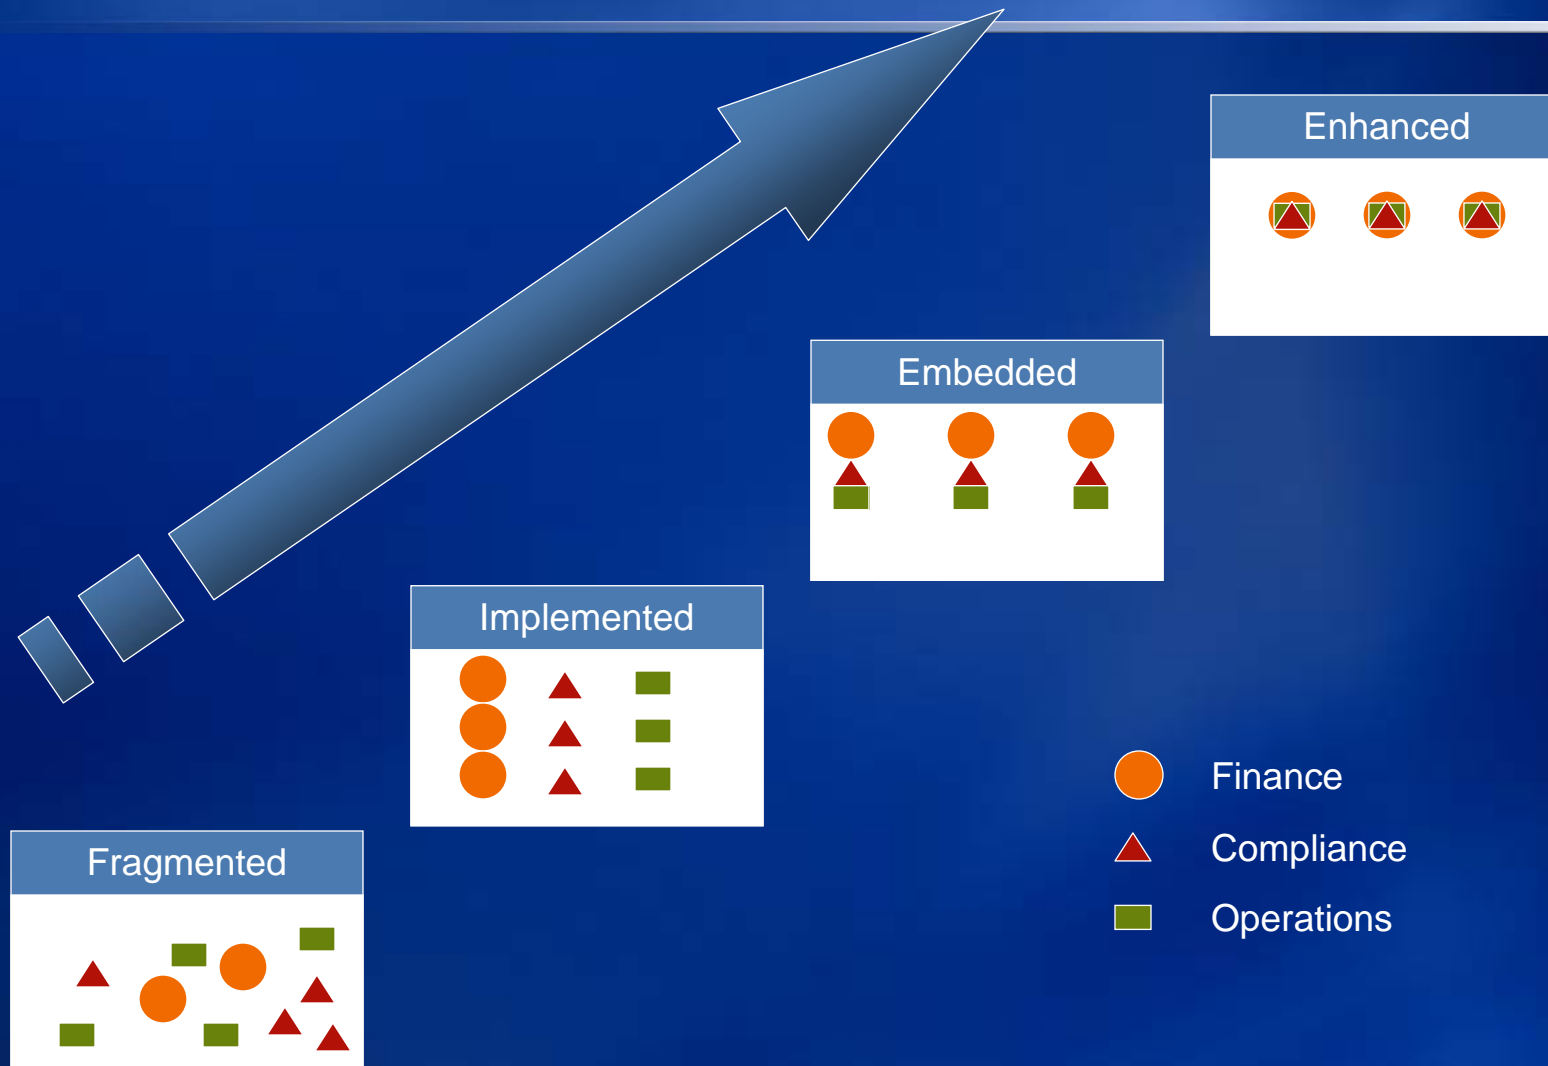 Enhanced
Embedded
Implemented
Fragmented
Finance
Compliance
Operations